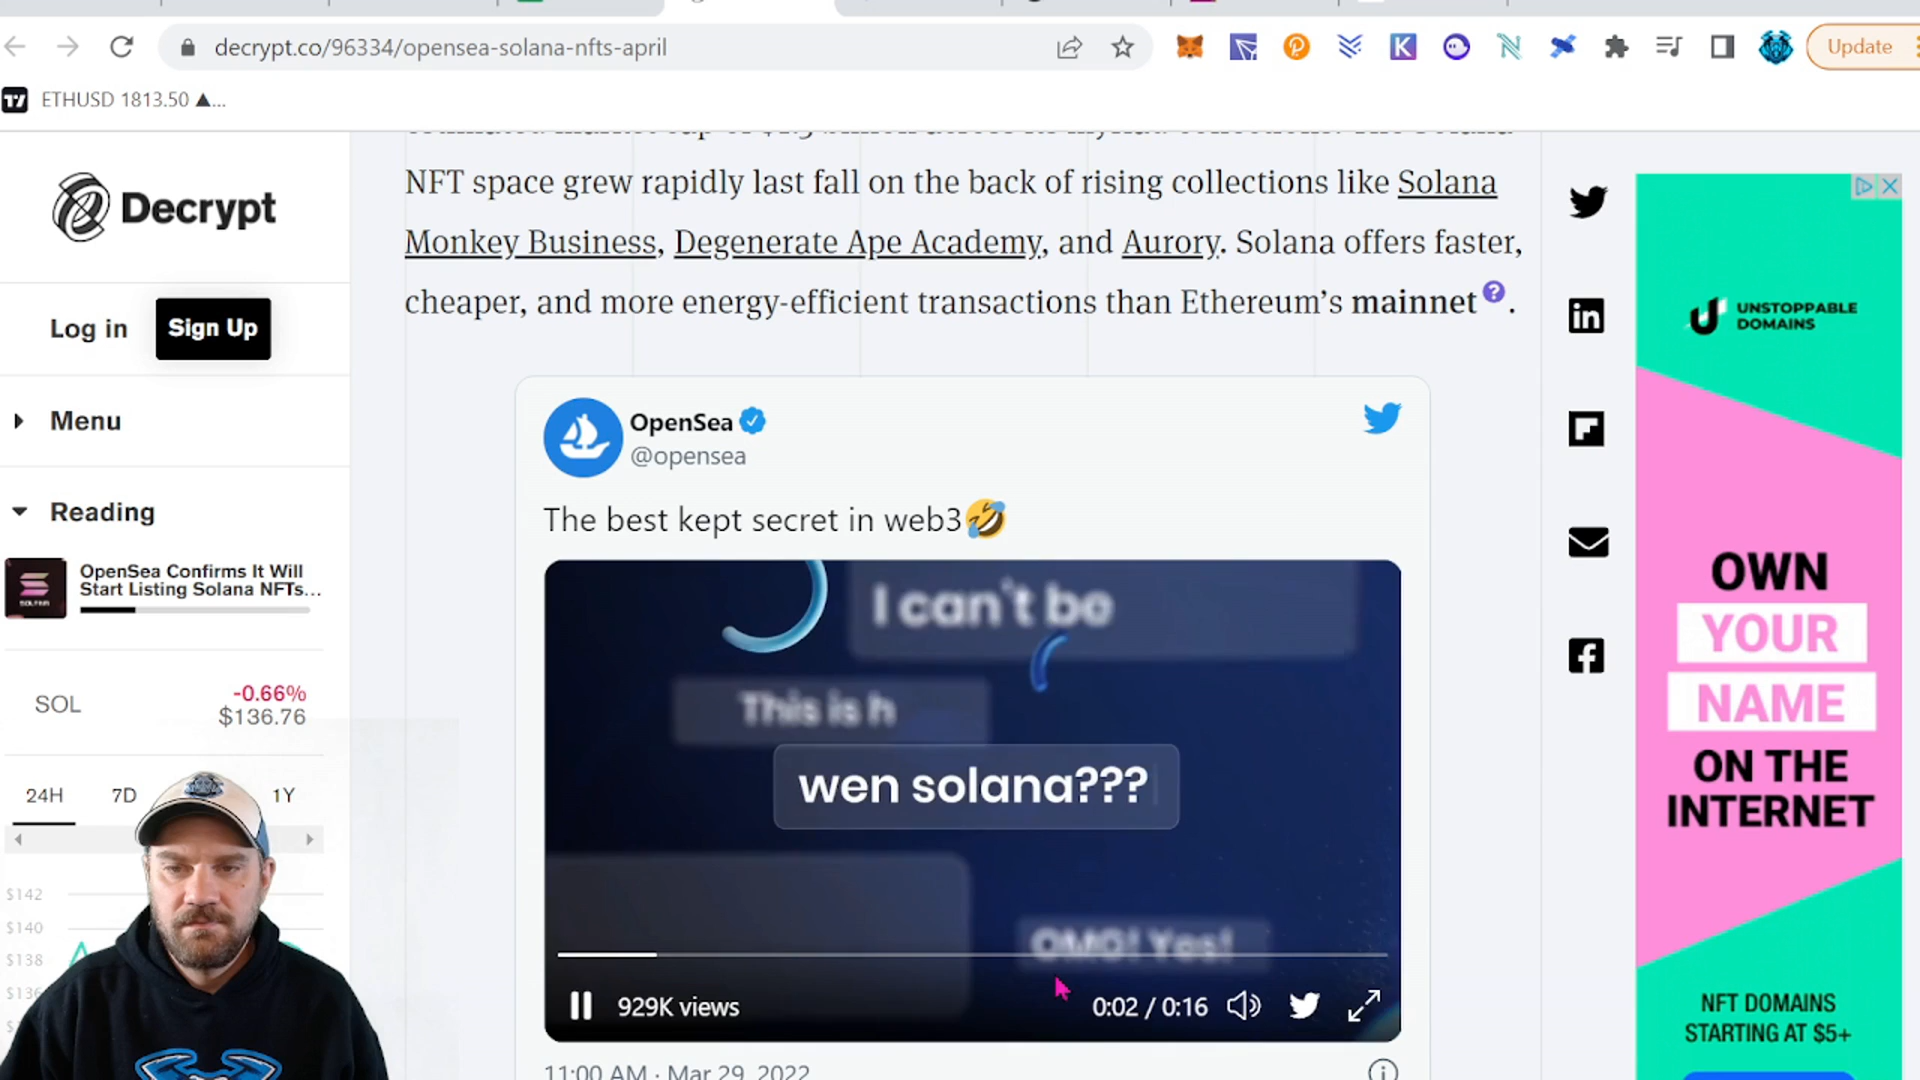 decrypt.co/96334/opensea-solana-nfts-april
Update
ETHUSD 1813.50 ▲...
Decrypt
Log in
Sign Up
Menu
Reading
OpenSea Confirms It Will
Start Listing Solana NFTs...
SOL
-0.66%
$136.76
24H 7D 1Y
$142
$140
$138
NFT space grew rapidly last fall on the back of rising collections like Solana
Monkey Business, Degenerate Ape Academy, and Aurory. Solana offers faster,
cheaper, and more energy-efficient transactions than Ethereum’s mainnet ? .
OpenSea
@opensea
The best kept secret in web3🤣
I can't be
This is h
wen solana???
OMG! Yes!
929K views
0:02 / 0:16
11:00 AM · Mar 29, 2022
UNSTOPPABLE
DOMAINS
OWN
YOUR
NAME
ON THE
INTERNET
NFT DOMAINS
STARTING AT $5+